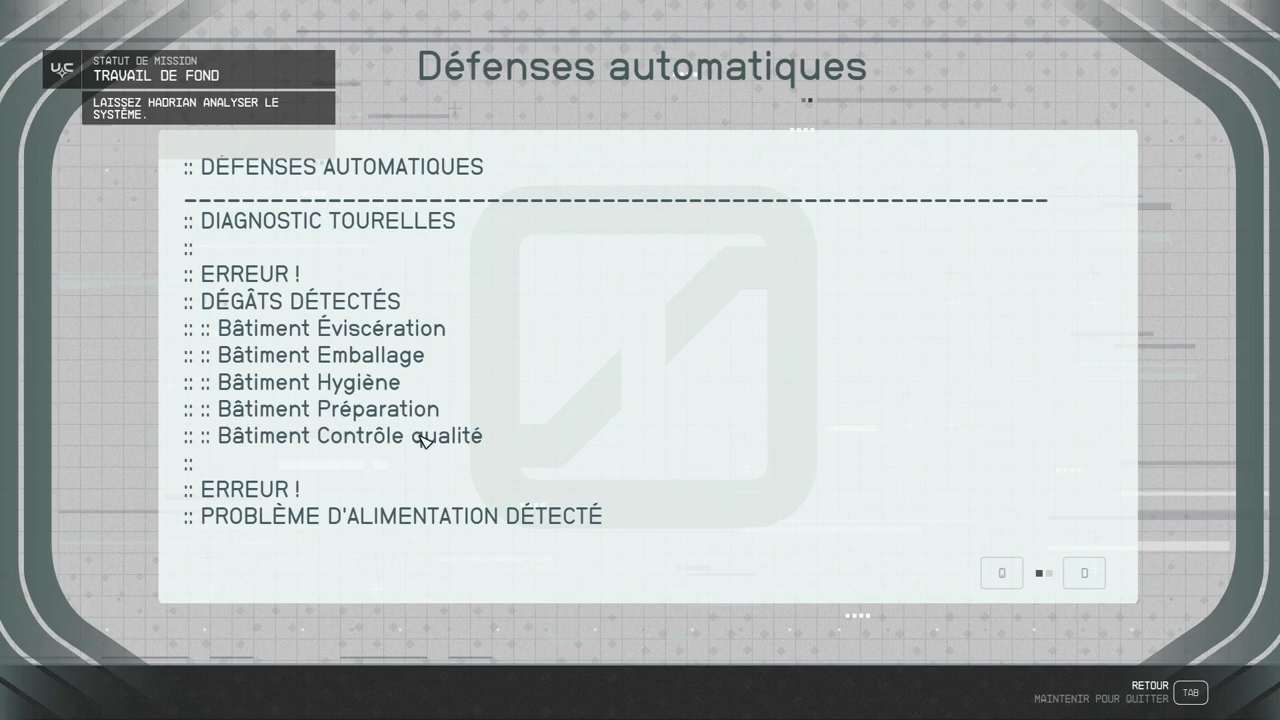 Défenses automatiques
UC
STATUT DE MISSION
TRAVAIL DE FOND
LAISSEZ HADRIAN ANALYSER LE
SYSTÈME.
:: DÉFENSES AUTOMATIQUES
:: DIAGNOSTIC TOURELLES
::
:: ERREUR !
:: DÉGÂTS DÉTECTÉS
:: :: Bâtiment Éviscération
:: :: Bâtiment Emballage
:: :: Bâtiment Hygiène
:: :: Bâtiment Préparation
:: :: Bâtiment Contrôle qualité
::
:: ERREUR !
:: PROBLÈME D'ALIMENTATION DÉTECTÉ
Q
D
RETOUR
MAINTENIR POUR QUITTER
TAB